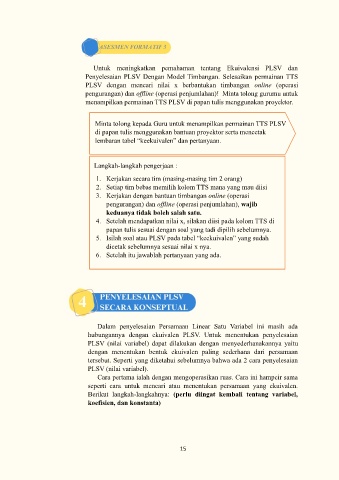 ASESMEN FORMATIF 3
Untuk meningkatkan pemahaman tentang Ekuivalensi PLSV dan
Penyelesaian PLSV Dengan Model Timbangan. Selesaikan permainan TTS
PLSV dengan mencari nilai x berbantukan timbangan online (operasi
pengurangan) dan offline (operasi penjumlahan)! Minta tolong gurumu untuk
menampilkan permainan TTS PLSV di papan tulis menggunakan proyektor.
Minta tolong kepada Guru untuk menampilkan permainan TTS PLSV
di papan tulis menggunakan bantuan proyektor serta mencetak
lembaran tabel “keekuivalen” dan pertanyaan.
Langkah-langkah pengerjaan :
1. Kerjakan secara tim (masing-masing tim 2 orang)
2. Setiap tim bebas memilih kolom TTS mana yang mau diisi
3. Kerjakan dengan bantuan timbangan online (operasi
pengurangan) dan offline (operasi penjumlahan), wajib
keduanya tidak boleh salah satu.
4. Setelah mendapatkan nilai x, silakan diisi pada kolom TTS di
papan tulis sesuai dengan soal yang tadi dipilih sebelumnya.
5. Isilah soal atau PLSV pada tabel “keekuivalen” yang sudah
dicetak sebelumnya sesuai nilai x nya.
6. Setelah itu jawablah pertanyaan yang ada.
4 PENYELESAIAN PLSV
SECARA KONSEPTUAL
Dalam penyelesaian Persamaan Linear Satu Variabel ini masih ada
hubungannya dengan ekuivalen PLSV. Untuk menentukan penyelesaian
PLSV (nilai variabel) dapat dilakukan dengan menyederhanakannya yaitu
dengan menentukan bentuk ekuivalen paling sederhana dari persamaan
tersebut. Seperti yang diketahui sebelumnya bahwa ada 2 cara penyelesaian
PLSV (nilai variabel).
Cara pertama ialah dengan mengoperasikan ruas. Cara ini hampir sama
seperti cara untuk mencari atau menentukan persamaan yang ekuivalen.
Berikut langkah-langkahnya: (perlu diingat kembali tentang variabel,
koefisien, dan konstanta)
15